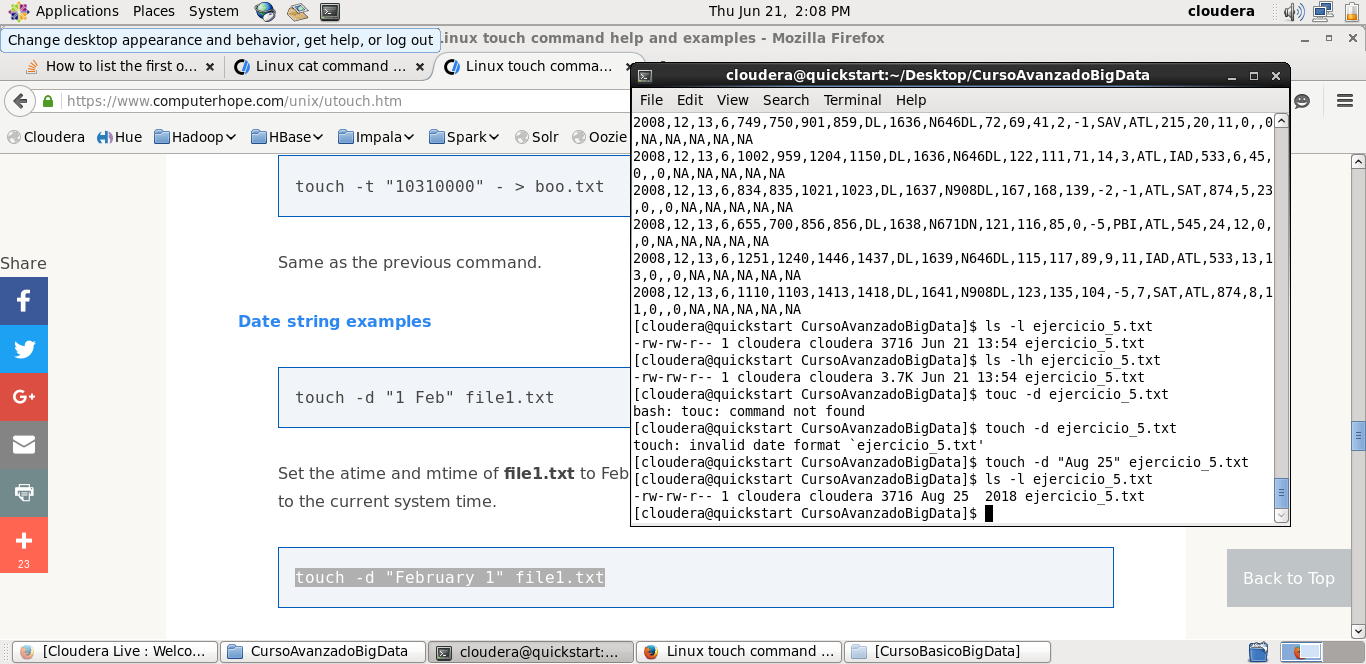 Applications Places System
Thu Jun 21, 2:08 PM
cloudera
Change desktop appearance and behavior, get help, or log out
Linux touch command help and examples - Mozilla Firefox
How to list the first o... ×
Linux cat command ... ×
Linux touch comma... ×
https://www.computerhope.com/unix/utouch.htm
Cloudera Hue Hadoop HBase Impala Spark Solr Oozie
touch -t "10310000" - > boo.txt
Same as the previous command.
Share
Date string examples
touch -d "1 Feb" file1.txt
Set the atime and mtime of file1.txt to Feb
to the current system time.
touch -d "February 1" file1.txt
23
Back to Top
cloudera@quickstart:~/Desktop/CursoAvanzadoBigData
File Edit View Search Terminal Help
2008,12,13,6,749,750,901,859,DL,1636,N646DL,72,69,41,2,-1,SAV,ATL,215,20,11,0,,0
,NA,NA,NA,NA,NA
2008,12,13,6,1002,959,1204,1150,DL,1636,N646DL,122,111,71,14,3,ATL,IAD,533,6,45,
0,,0,NA,NA,NA,NA,NA
2008,12,13,6,834,835,1021,1023,DL,1637,N908DL,167,168,139,-2,-1,ATL,SAT,874,5,23
,0,,0,NA,NA,NA,NA,NA
2008,12,13,6,655,700,856,856,DL,1638,N671DN,121,116,85,0,-5,PBI,ATL,545,24,12,0,
,0,NA,NA,NA,NA,NA
2008,12,13,6,1251,1240,1446,1437,DL,1639,N646DL,115,117,89,9,11,IAD,ATL,533,13,1
3,0,,0,NA,NA,NA,NA,NA
2008,12,13,6,1110,1103,1413,1418,DL,1641,N908DL,123,135,104,-5,7,SAT,ATL,874,8,1
1,0,,0,NA,NA,NA,NA,NA
[cloudera@quickstart CursoAvanzadoBigData]$ ls -l ejercicio_5.txt
-rw-rw-r-- 1 cloudera cloudera 3716 Jun 21 13:54 ejercicio_5.txt
[cloudera@quickstart CursoAvanzadoBigData]$ ls -lh ejercicio_5.txt
-rw-rw-r-- 1 cloudera cloudera 3.7K Jun 21 13:54 ejercicio_5.txt
[cloudera@quickstart CursoAvanzadoBigData]$ touc -d ejercicio_5.txt
bash: touc: command not found
[cloudera@quickstart CursoAvanzadoBigData]$ touch -d ejercicio_5.txt
touch: invalid date format `ejercicio_5.txt'
[cloudera@quickstart CursoAvanzadoBigData]$ touch -d "Aug 25" ejercicio_5.txt
[cloudera@quickstart CursoAvanzadoBigData]$ ls -l ejercicio_5.txt
-rw-rw-r-- 1 cloudera cloudera 3716 Aug 25  2018 ejercicio_5.txt
[cloudera@quickstart CursoAvanzadoBigData]$
[Cloudera Live : Welco...
CursoAvanzadoBigData
cloudera@quickstart:...
Linux touch command ...
[CursoBasicoBigData]